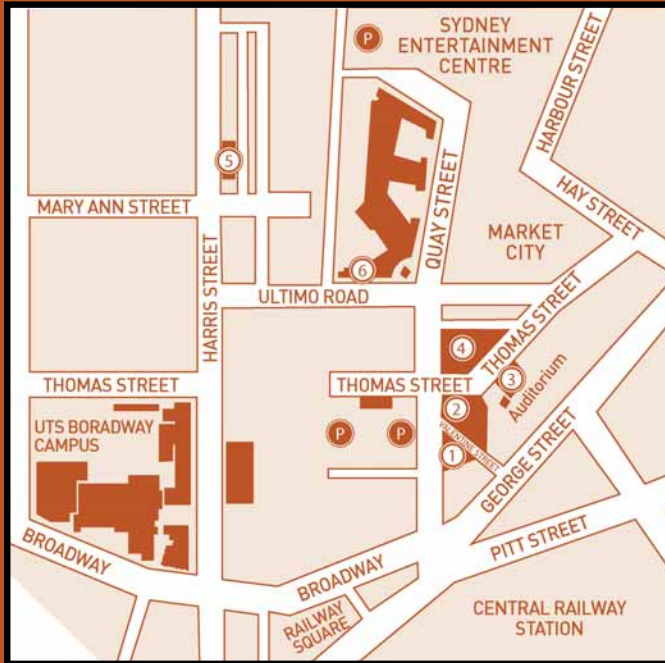 P
SYDNEY
ENTERTAINMENT
CENTRE
HARBOUR STREET
5
HAY STREET
MARY ANN STREET
QUAY STREET
MARKET
CITY
HARRIS STREET
6
ULTIMO ROAD
4
THOMAS STREET
THOMAS STREET
THOMAS STREET
3
Auditorium
2
UTS BORADWAY
CAMPUS
P
P
VALENTINE STREET
1
GEORGE STREET
BROADWAY
PITT STREET
BROADWAY
RAILWAY
SQUARE
CENTRAL RAILWAY
STATION